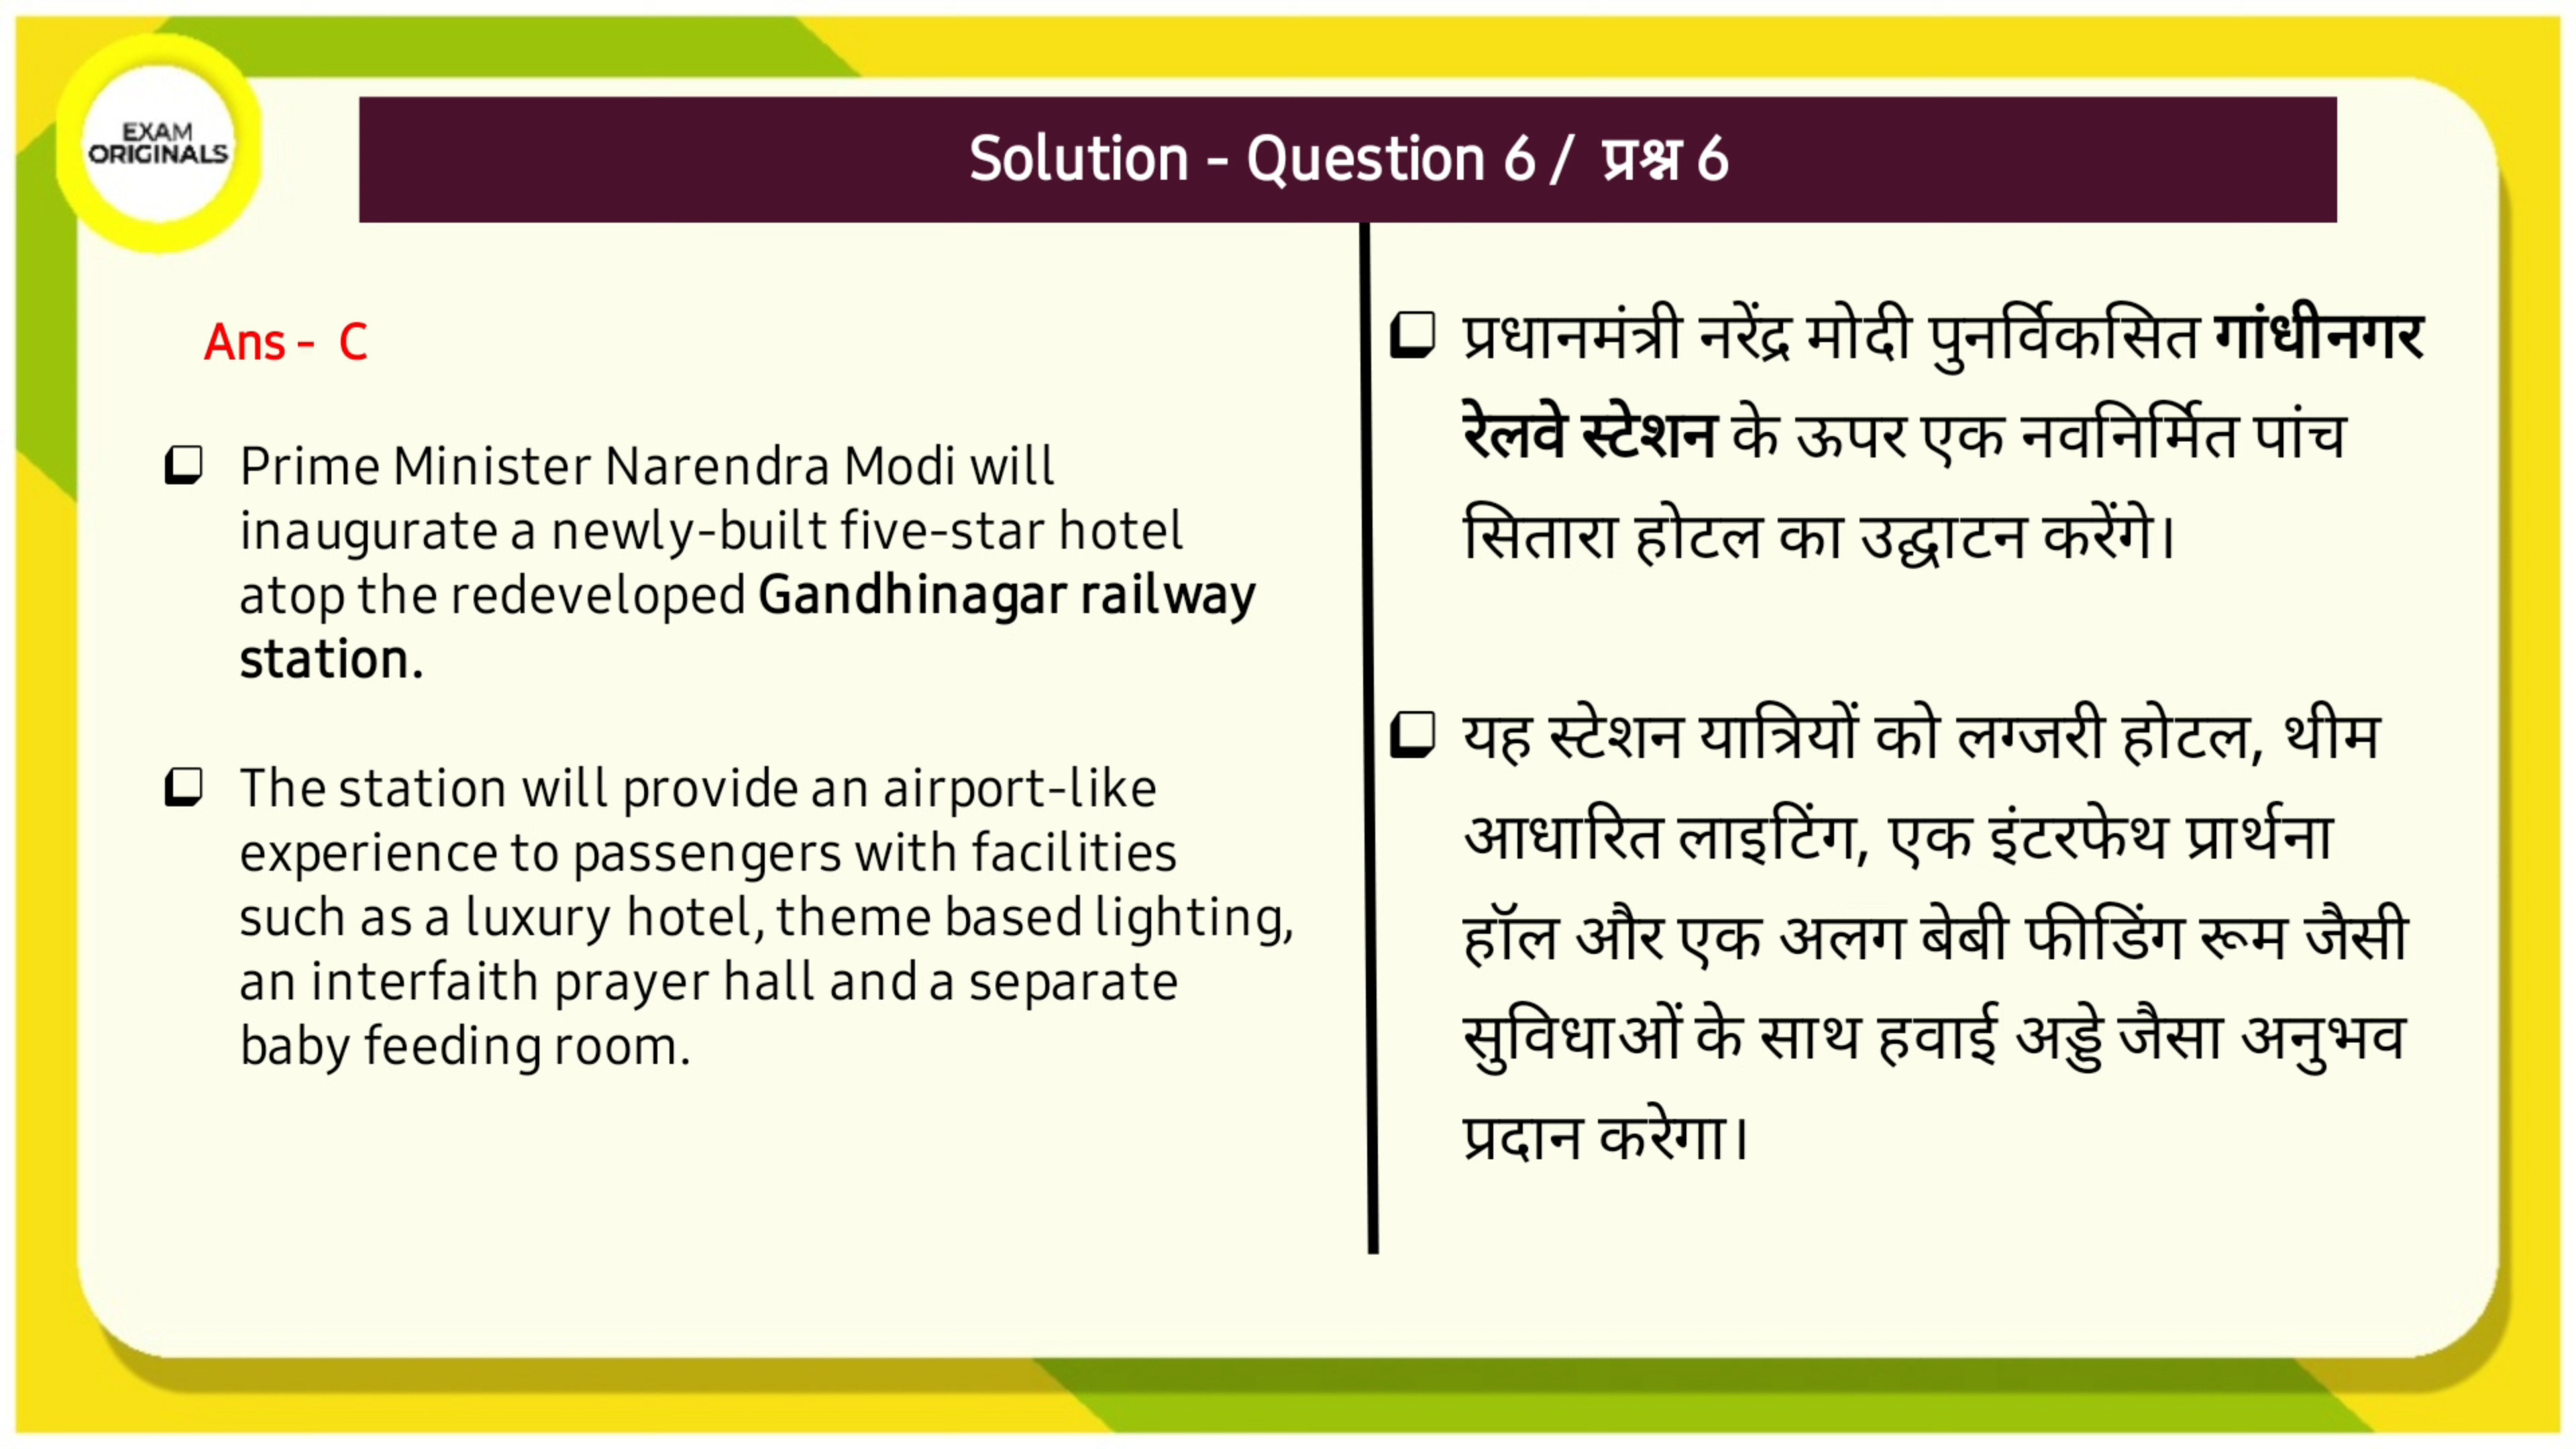 EXAM
ORIGINALS
Solution - Question 6 / प्रश्न 6
Ans - C
❑ Prime Minister Narendra Modi will
inaugurate a newly-built five-star hotel
atop the redeveloped Gandhinagar railway
station.
❑ The station will provide an airport-like
experience to passengers with facilities
such as a luxury hotel, theme based lighting,
an interfaith prayer hall and a separate
baby feeding room.
❑ प्रधानमंत्री नरेंद्र मोदी पुनर्विकसित गांधीनगर
रेलवे स्टेशन के ऊपर एक नवनिर्मित पांच
सितारा होटल का उद्घाटन करेंगे।
❑ यह स्टेशन यात्रियों को लग्जरी होटल, थीम
आधारित लाइटिंग, एक इंटरफेथ प्रार्थना
हॉल और एक अलग बेबी फीडिंग रूम जैसी
सुविधाओं के साथ हवाई अड्डे जैसा अनुभव
प्रदान करेगा।